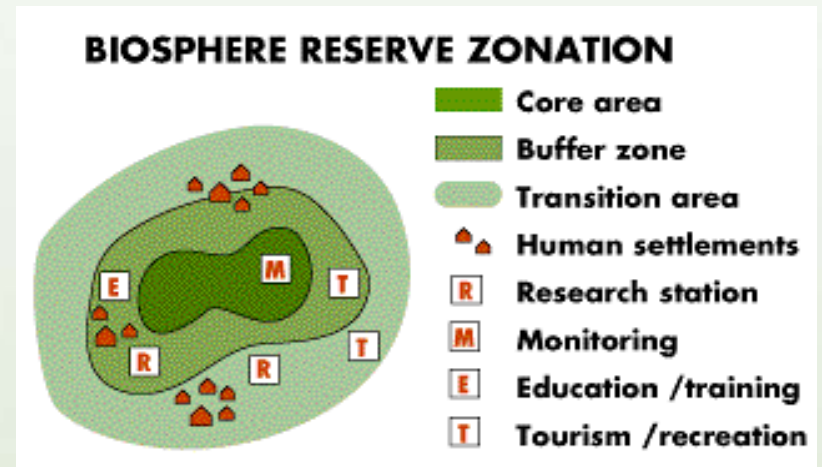 BIOSPHERE RESERVE ZONATION
Core area
Buffer zone
Transition area
Human settlements
R Research station
M Monitoring
E Education /training
T Tourism /recreation
M
E
T
R
R
T